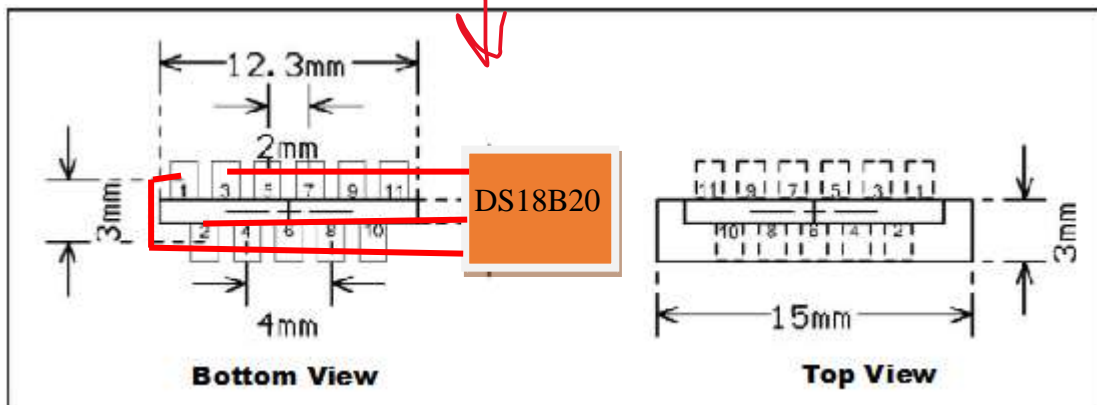 12.3mm
2mm
1 3 5 7 9 11
3mm
2 4 6 8 10
4mm
Bottom View
DS18B20
11 9 7 5 3 1
10 8 6 4 2
3mm
15mm
Top View